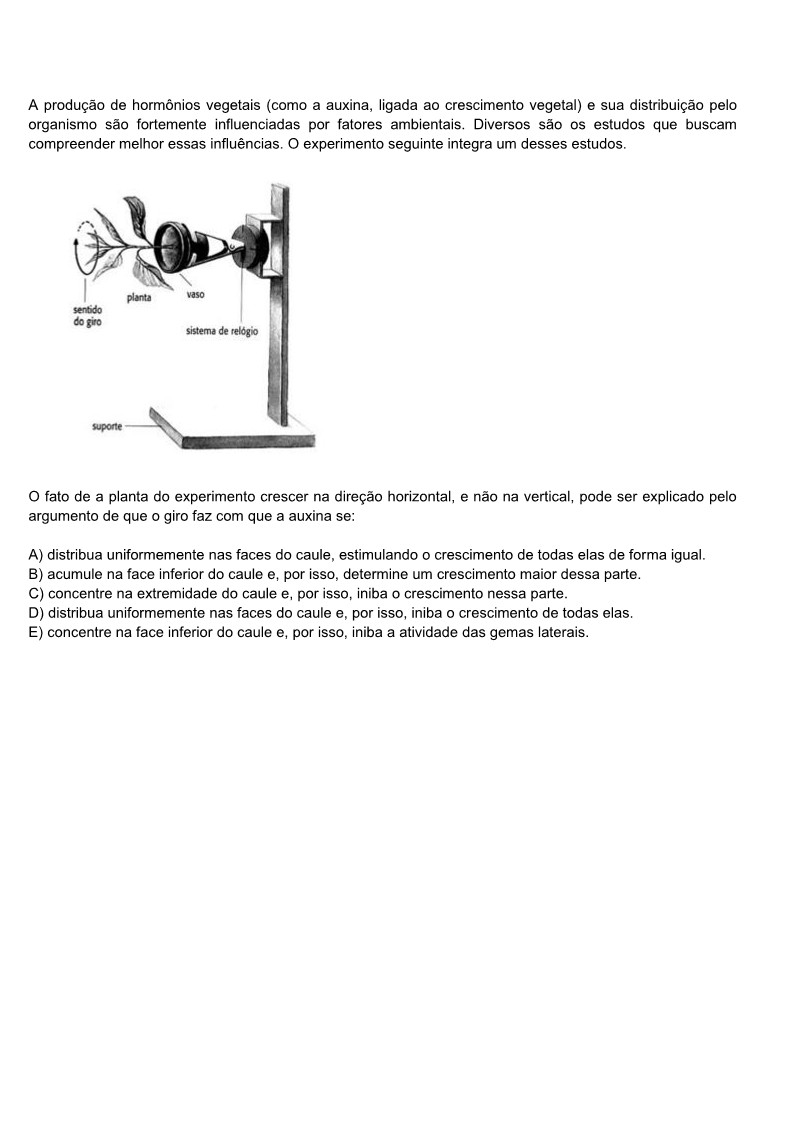 A produção de hormônios vegetais (como a auxina, ligada ao crescimento vegetal) e sua distribuição pelo
organismo são fortemente influenciadas por fatores ambientais. Diversos são os estudos que buscam
compreender melhor essas influências. O experimento seguinte integra um desses estudos.
planta
vaso
sentido
do giro
sistema de relógio
suporte
O fato de a planta do experimento crescer na direção horizontal, e não na vertical, pode ser explicado pelo
argumento de que o giro faz com que a auxina se:
A) distribua uniformemente nas faces do caule, estimulando o crescimento de todas elas de forma igual.
B) acumule na face inferior do caule e, por isso, determine um crescimento maior dessa parte.
C) concentre na extremidade do caule e, por isso, iniba o crescimento nessa parte.
D) distribua uniformemente nas faces do caule e, por isso, iniba o crescimento de todas elas.
E) concentre na face inferior do caule e, por isso, iniba a atividade das gemas laterais.